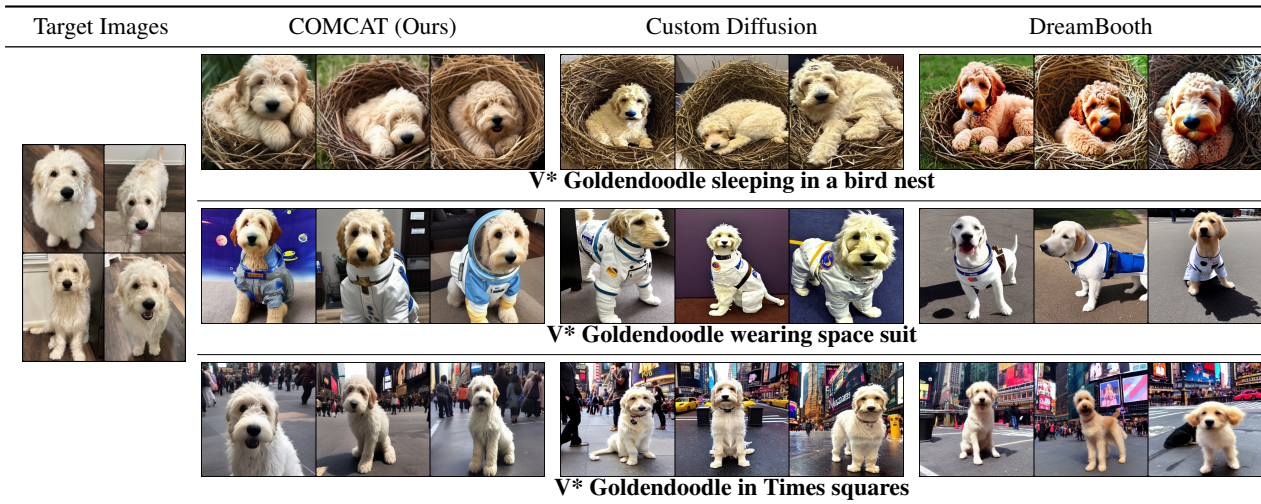 Target Images COMCAT (Ours) Custom Diffusion DreamBooth
V* Goldendoodle sleeping in a bird nest
V* Goldendoodle wearing space suit
V* Goldendoodle in Times squares